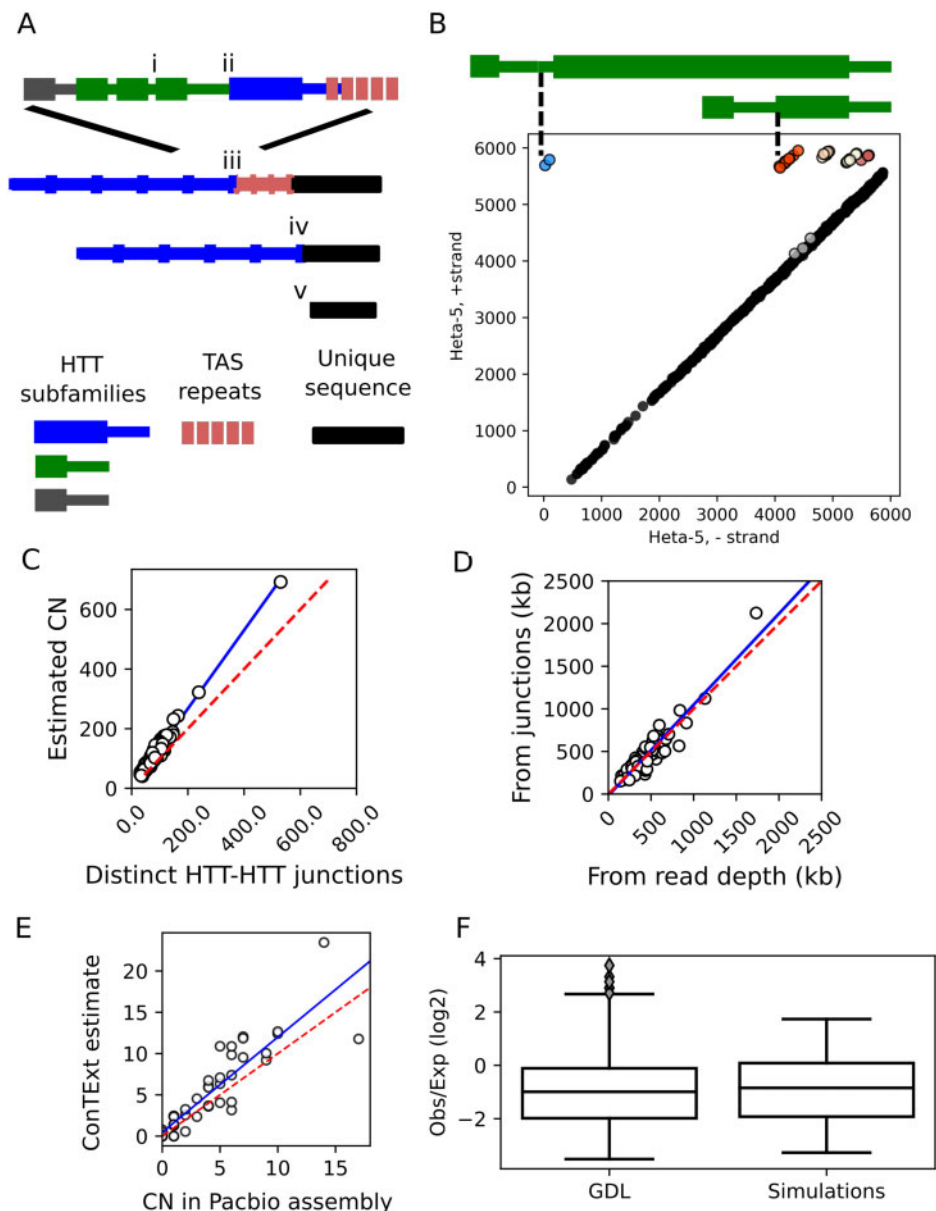 A
i
ii
iii
iv
v
HTT
subfamilies
TAS
repeats
Unique
sequence
B
6000
5000
4000
3000
2000
1000
0
Heta-5, +strand
0 1000 2000 3000 4000 5000 6000
Heta-5, - strand
C
600
400
200
0
Estimated CN
0.0 200.0 400.0 600.0 800.0
Distinct HTT-HTT junctions
D
2500
2000
1500
1000
500
0
From junctions (kb)
0 500 1000 1500 2000 2500
From read depth (kb)
E
20
15
10
5
0
ConTExt estimate
0 5 10 15
CN in Pacbio assembly
F
4
2
0
−2
Obs/Exp (log2)
GDL Simulations